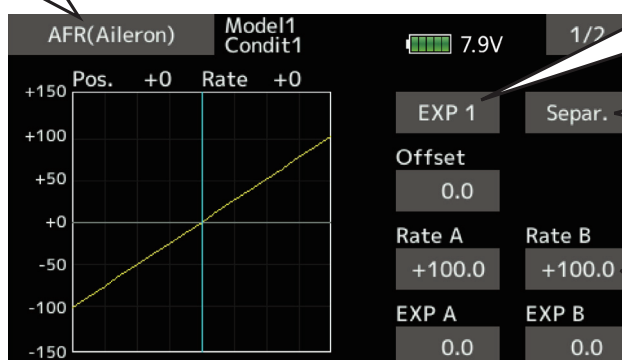 AFR(Aileron)
Model1
Condit1
7.9V
1/2
Pos. +0 Rate +0
+150
+100
+50
+0
-50
-100
-150
EXP 1
Separ.
Offset
0.0
Rate A
Rate B
+100.0
+100.0
EXP A
EXP B
0.0
0.0